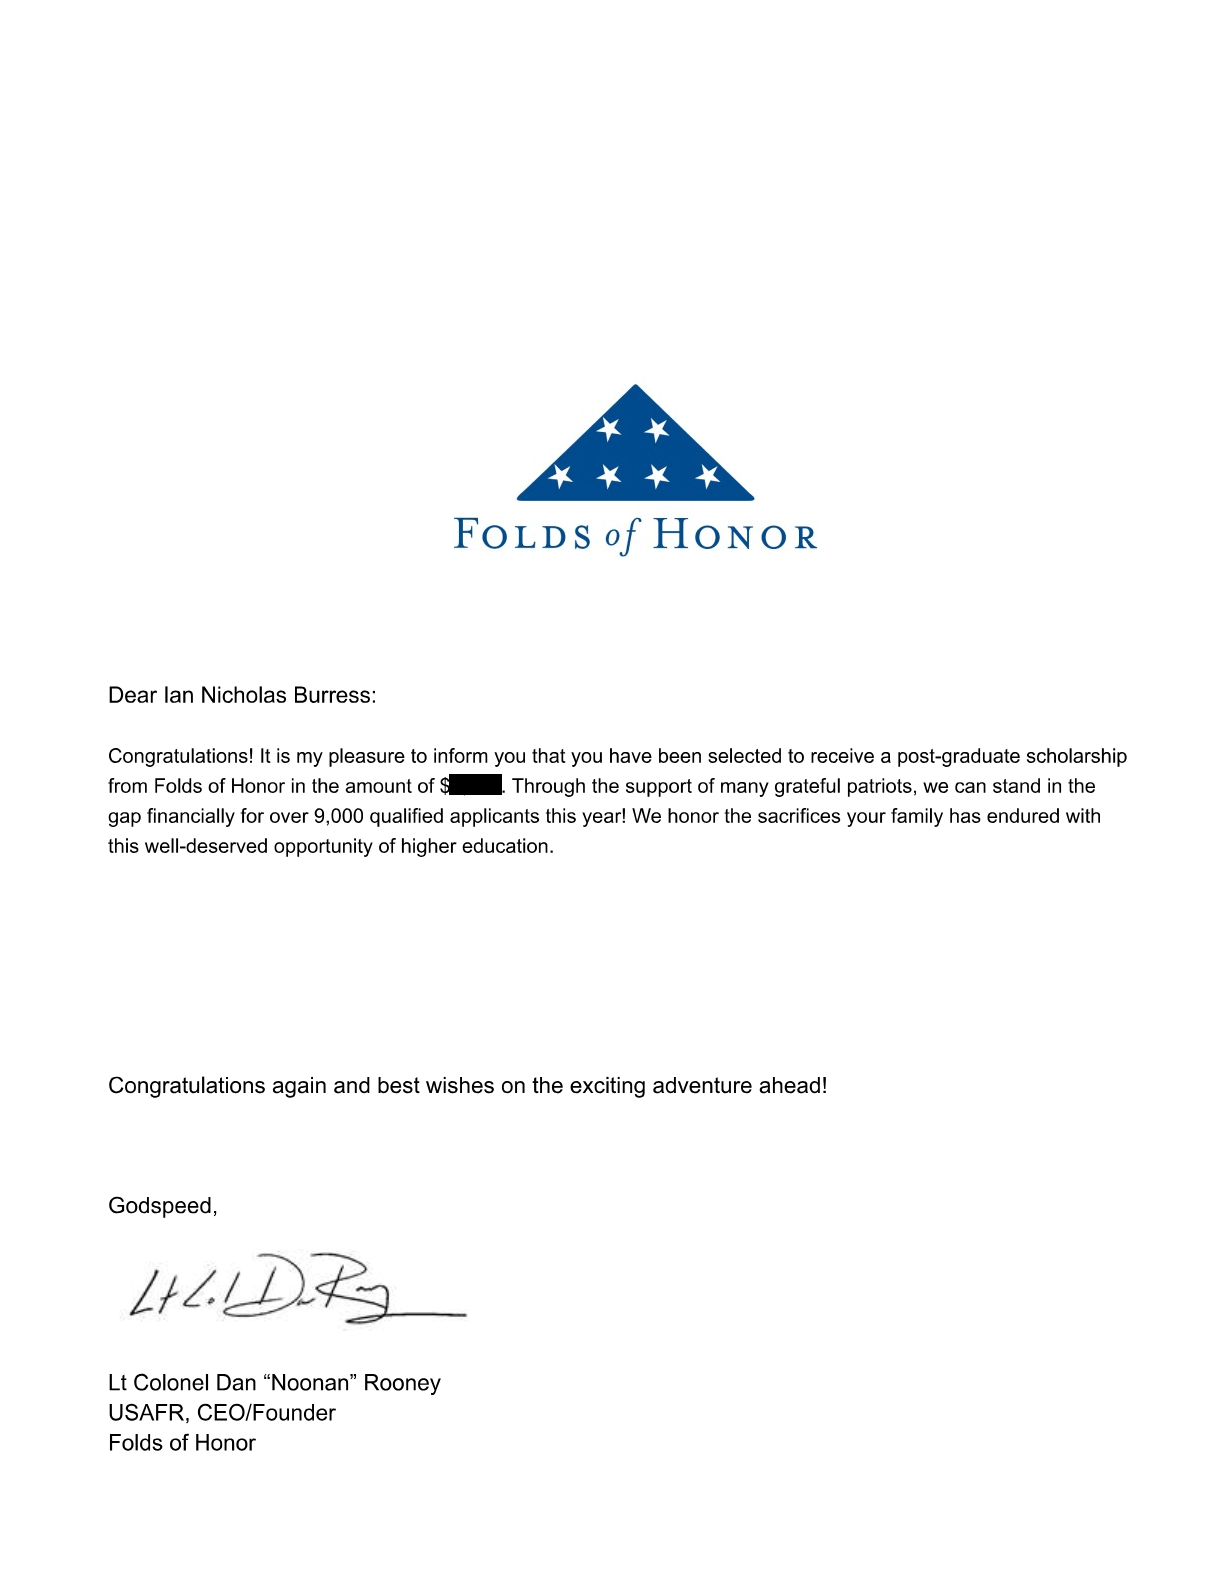 FOLDS of HONOR
Dear Ian Nicholas Burress:
Congratulations! It is my pleasure to inform you that you have been selected to receive a post-graduate scholarship
from Folds of Honor in the amount of $ . Through the support of many grateful patriots, we can stand in the
gap financially for over 9,000 qualified applicants this year! We honor the sacrifices your family has endured with
this well-deserved opportunity of higher education.
Congratulations again and best wishes on the exciting adventure ahead!
Godspeed,
Lt Col Dan Rooney
Lt Colonel Dan “Noonan” Rooney
USAFR, CEO/Founder
Folds of Honor